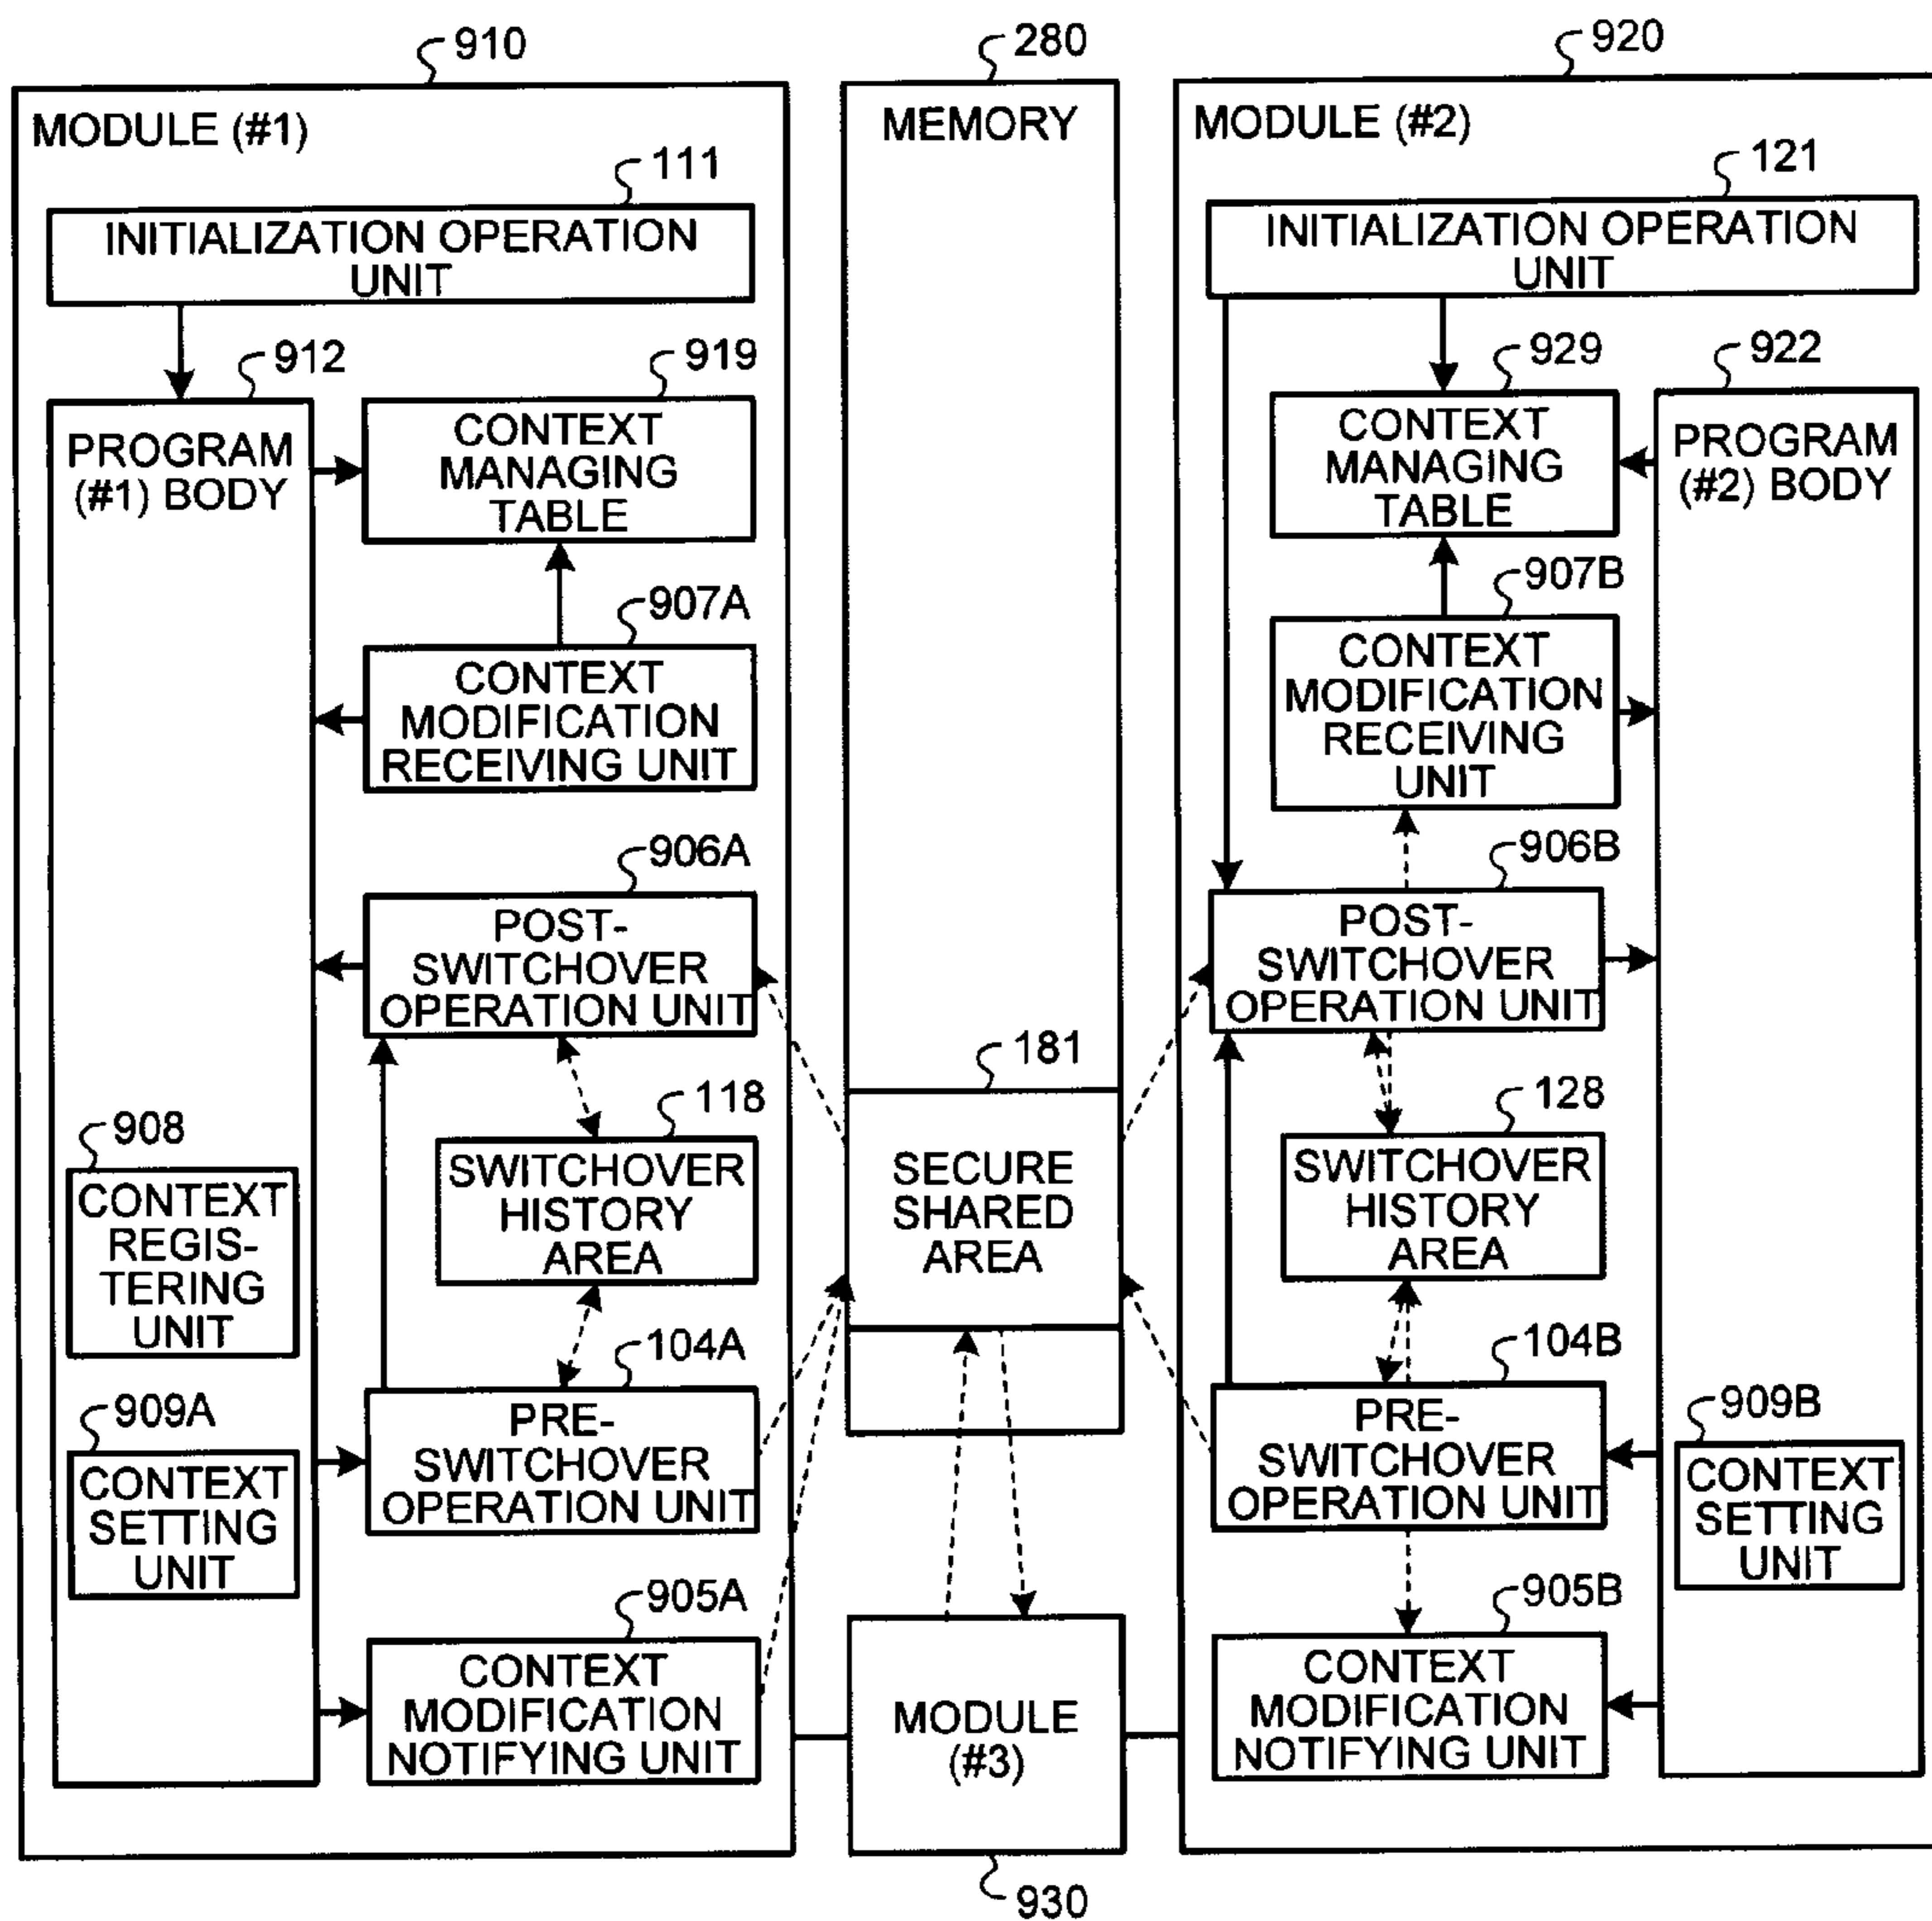 910
280
920
MODULE (#1)
MEMORY
MODULE (#2)
111
121
INITIALIZATION OPERATION
UNIT
INITIALIZATION OPERATION
UNIT
912
919
929
922
PROGRAM
(#1) BODY
CONTEXT
MANAGING
TABLE
CONTEXT
MANAGING
TABLE
PROGRAM
(#2) BODY
907A
907B
CONTEXT
MODIFICATION
RECEIVING UNIT
CONTEXT
MODIFICATION
RECEIVING
UNIT
906A
906B
POST-
SWITCHOVER
OPERATION UNIT
POST-
SWITCHOVER
OPERATION UNIT
181
908
118
128
CONTEXT
REGIS-
TERING
UNIT
SWITCHOVER
HISTORY
AREA
SECURE
SHARED
AREA
SWITCHOVER
HISTORY
AREA
104A
104B
909A
909B
CONTEXT
SETTING
UNIT
PRE-
SWITCHOVER
OPERATION UNIT
PRE-
SWITCHOVER
OPERATION UNIT
CONTEXT
SETTING
UNIT
905A
905B
CONTEXT
MODIFICATION
NOTIFYING UNIT
MODULE
(#3)
CONTEXT
MODIFICATION
NOTIFYING UNIT
930